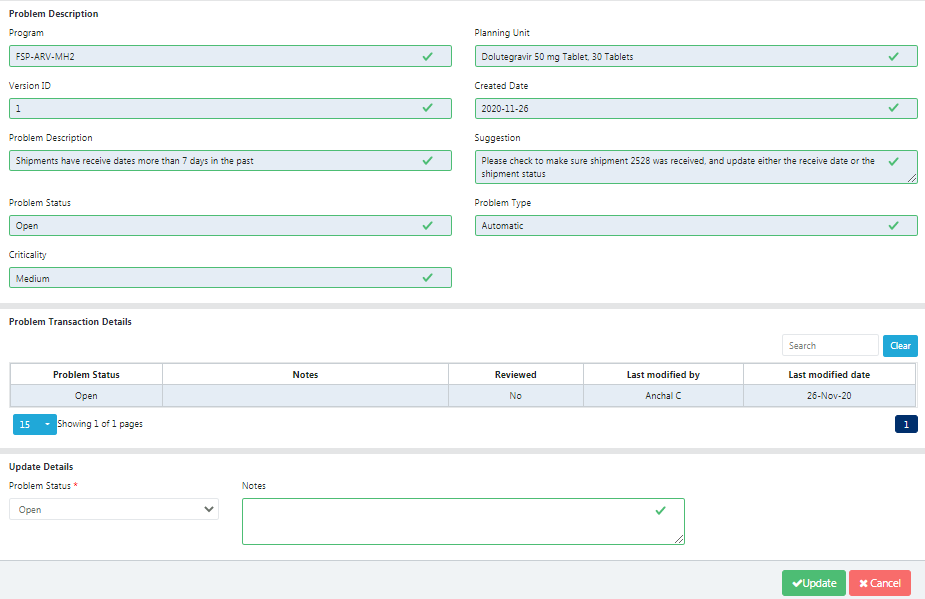 Problem Description
Program
Planning Unit
FSP-ARV-MH2
Dolutegravir 50 mg Tablet, 30 Tablets
Version ID
Created Date
1
2020-11-26
Problem Description
Suggestion
Shipments have receive dates more than 7 days in the past
Please check to make sure shipment 2528 was received, and update either the receive date or the
shipment status
Problem Status
Problem Type
Open
Automatic
Criticality
Medium
Problem Transaction Details
Search
Clear
Problem Status Notes Reviewed Last modified by Last modified date
Open No Anchal C 26-Nov-20
15 Showing 1 of 1 pages
1
Update Details
Problem Status *
Notes
Open
Update
Cancel